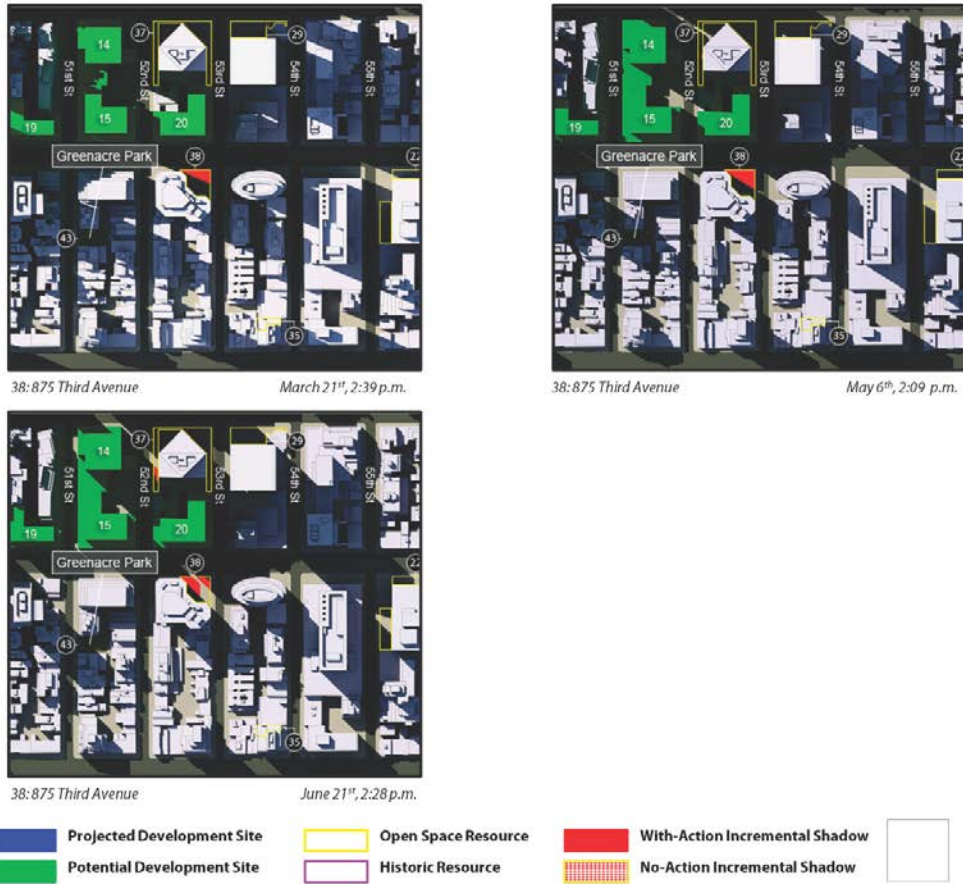 37
29
14
51st St
52nd St
53rd St
54th St
55th St
19
15
20
Greenacre Park
38
22
43
35
38: 875 Third Avenue
March 21st, 2:39 p.m.
37
29
14
51st St
52nd St
53rd St
54th St
55th St
19
15
20
Greenacre Park
38
22
43
35
38: 875 Third Avenue
May 6th, 2:09 p.m.
37
29
14
51st St
52nd St
53rd St
54th St
55th St
19
15
20
Greenacre Park
38
22
43
35
38: 875 Third Avenue
June 21st, 2:28 p.m.
Projected Development Site
Open Space Resource
With-Action Incremental Shadow
Potential Development Site
Historic Resource
No-Action Incremental Shadow